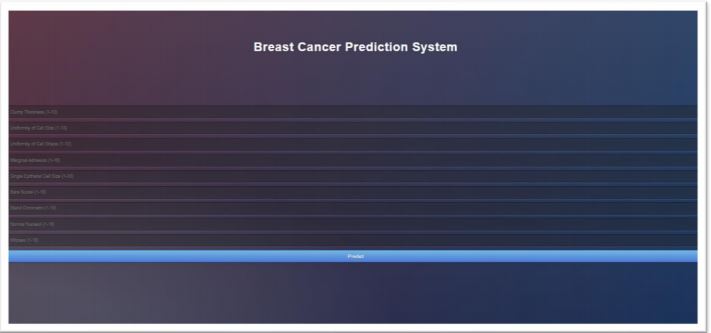 Breast Cancer Prediction System
Clump Thickness (1-10)
Uniformity of Cell Size (1-10)
Uniformity of Cell Shape (1-10)
Marginal Adhesion (1-10)
Single Epithelial Cell Size (1-10)
Bare Nuclei (1-10)
Bland Chromatin (1-10)
Normal Nucleoli (1-10)
Mitoses (1-10)
Predict